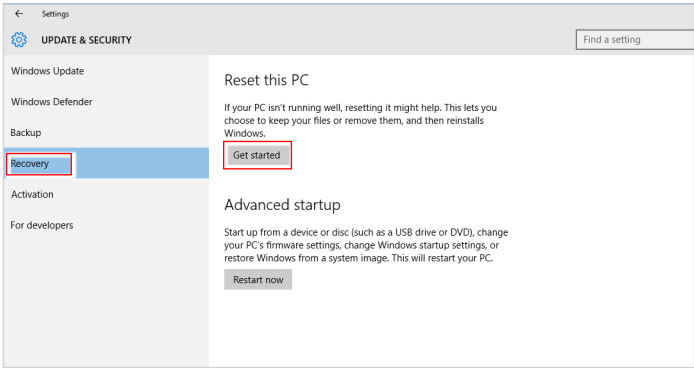 Settings
UPDATE & SECURITY
Find a setting
Windows Update
Windows Defender
Backup
Recovery
Activation
For developers
Reset this PC
If your PC isn't running well, resetting it might help. This lets you
choose to keep your files or remove them, and then reinstalls
Windows.
Get started
Advanced startup
Start up from a device or disc (such as a USB drive or DVD), change
your PC's firmware settings, change Windows startup settings, or
restore Windows from a system image. This will restart your PC.
Restart now